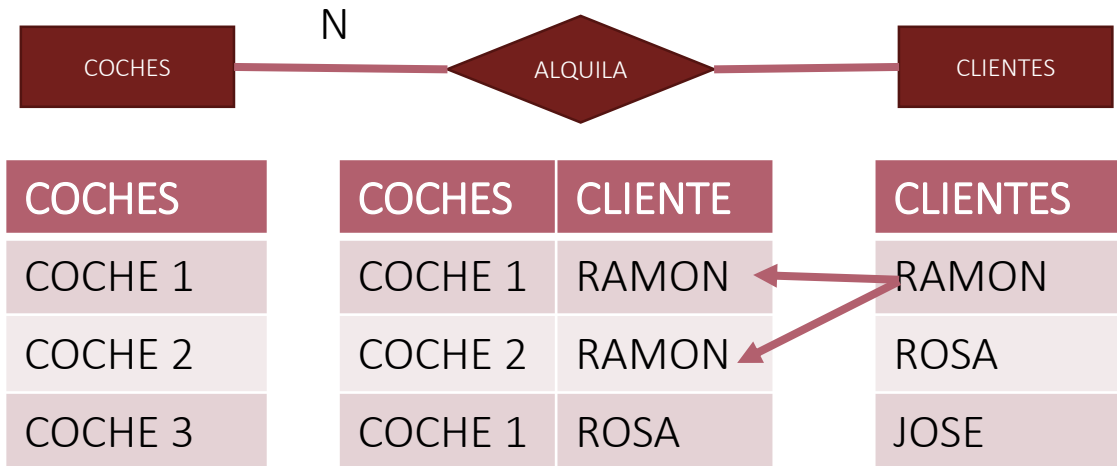 N
COCHES ALQUILA CLIENTES
COCHES COCHES CLIENTE CLIENTES
COCHE 1 COCHE 1 RAMON RAMON
COCHE 2 COCHE 2 RAMON ROSA
COCHE 3 COCHE 1 ROSA JOSE